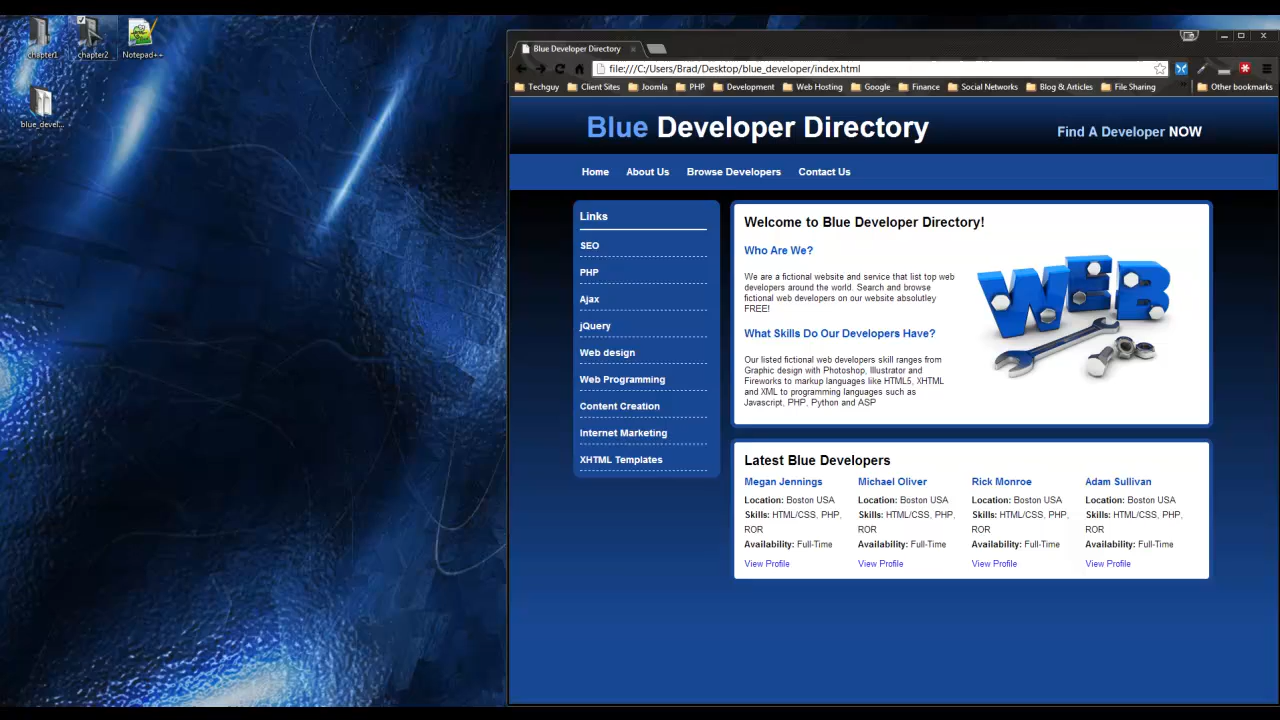 chapter1
chapter2
Notepad++
blue_devel...
Blue Developer Directory
file:///C:/Users/Brad/Desktop/blue_developer/index.html
Techguy Client Sites Joomla PHP Development Web Hosting Google Finance Social Networks Blog & Articles File Sharing Other bookmarks
Blue Developer Directory
Find A Developer NOW
Home About Us Browse Developers Contact Us
Links
SEO
PHP
Ajax
jQuery
Web design
Web Programming
Content Creation
Internet Marketing
XHTML Templates
Welcome to Blue Developer Directory!
Who Are We?
We are a fictional website and service that list top web
developers around the world. Search and browse
fictional web developers on our website absolutley
FREE!
What Skills Do Our Developers Have?
Our listed fictional web developers skill ranges from
Graphic design with Photoshop, Illustrator and
Fireworks to markup languages like HTML5, XHTML
and XML to programming languages such as
Javascript, PHP, Python and ASP
WEB
Latest Blue Developers
Megan Jennings
Location: Boston USA
Skills: HTML/CSS, PHP,
ROR
Availability: Full-Time
View Profile
Michael Oliver
Location: Boston USA
Skills: HTML/CSS, PHP,
ROR
Availability: Full-Time
View Profile
Rick Monroe
Location: Boston USA
Skills: HTML/CSS, PHP,
ROR
Availability: Full-Time
View Profile
Adam Sullivan
Location: Boston USA
Skills: HTML/CSS, PHP,
ROR
Availability: Full-Time
View Profile